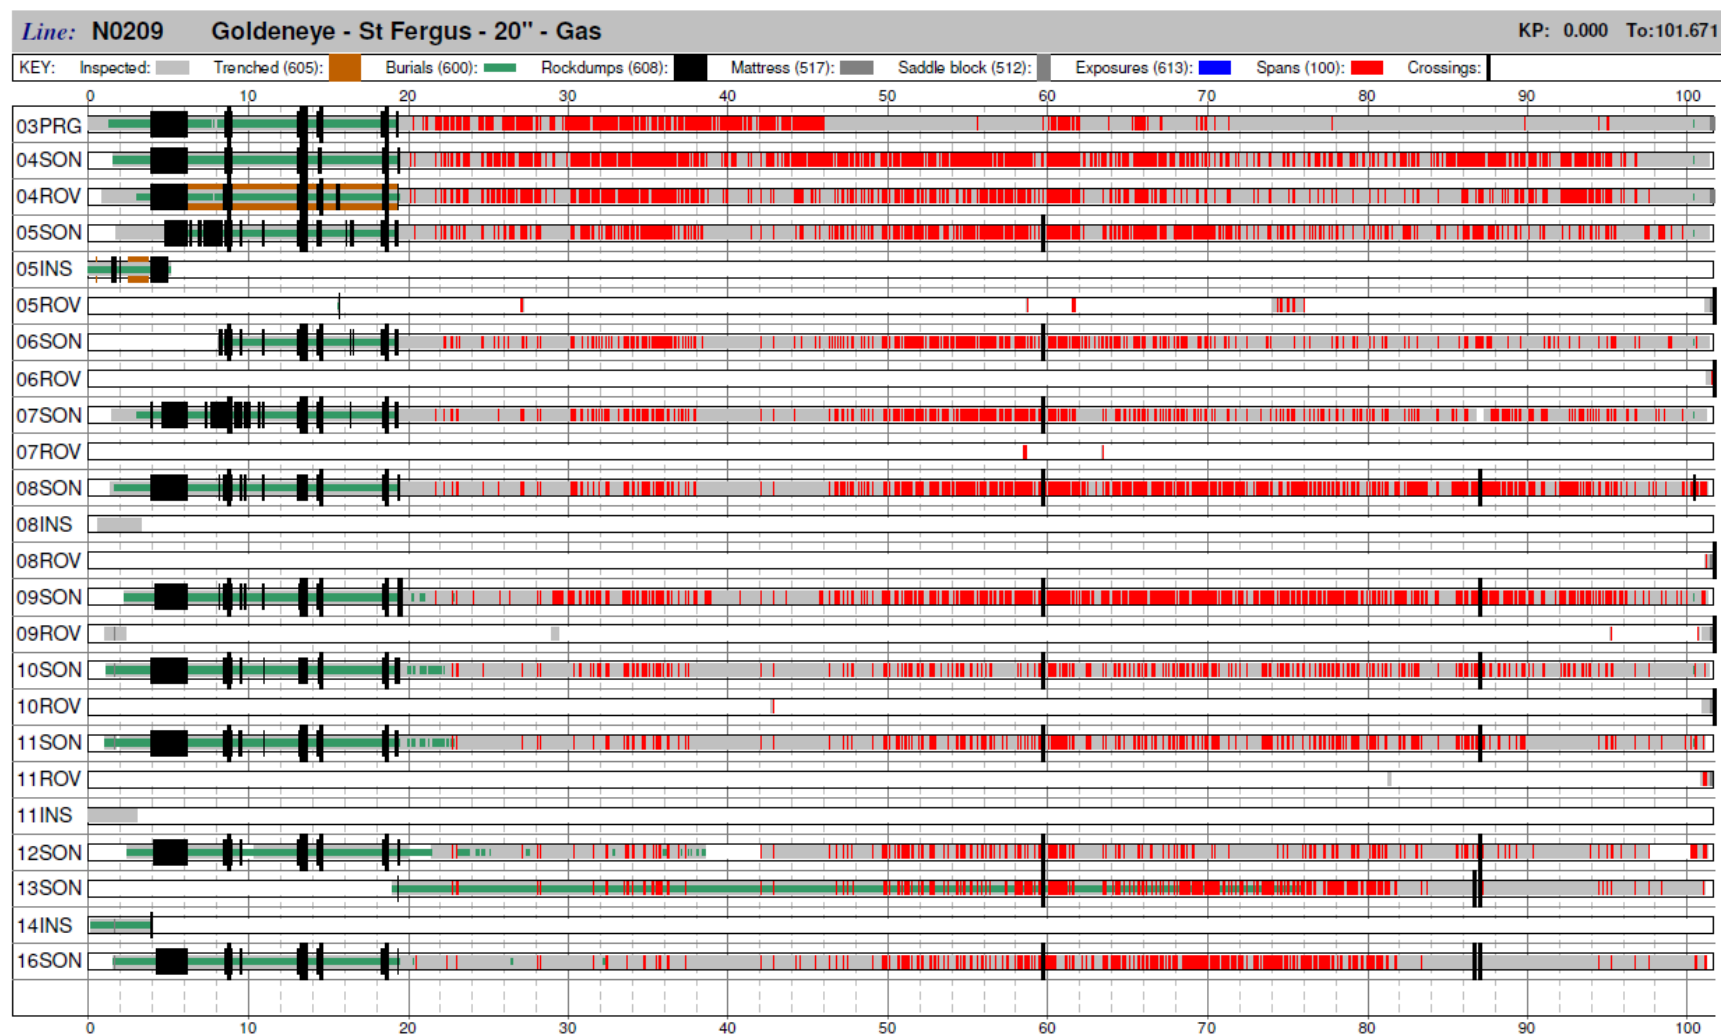 Line: N0209 Goldeneye - St Fergus - 20" - Gas KP: 0.000 To:101.671
KEY: Inspected: Trenched (605): Burials (600): Rockdumps (608): Mattress (517): Saddle block (512): Exposures (613): Spans (100): Crossings:
0 10 20 30 40 50 60 70 80 90 100
03PRG
04SON
04ROV
05SON
05INS
05ROV
06SON
06ROV
07SON
07ROV
08SON
08INS
08ROV
09SON
09ROV
10SON
10ROV
11SON
11ROV
11INS
12SON
13SON
14INS
16SON
0 10 20 30 40 50 60 70 80 90 100